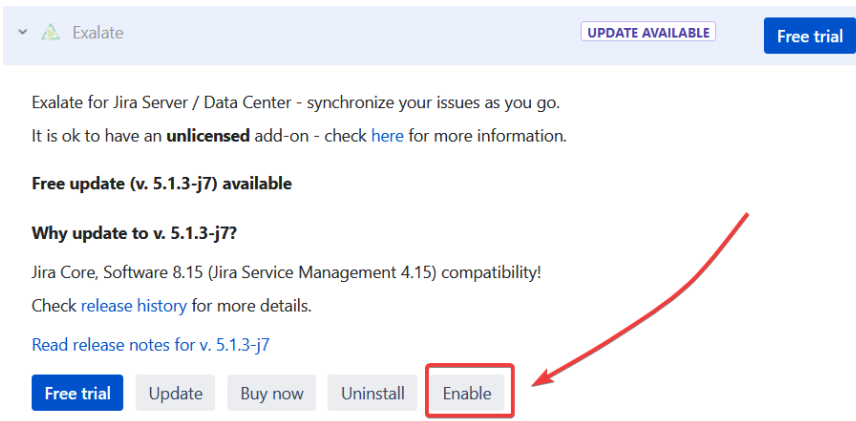 Exalate
UPDATE AVAILABLE
Free trial
Exalate for Jira Server / Data Center - synchronize your issues as you go.
It is ok to have an unlicensed add-on - check here for more information.
Free update (v. 5.1.3-j7) available
Why update to v. 5.1.3-j7?
Jira Core, Software 8.15 (Jira Service Management 4.15) compatibility!
Check release history for more details.
Read release notes for v. 5.1.3-j7
Free trial Update Buy now Uninstall Enable